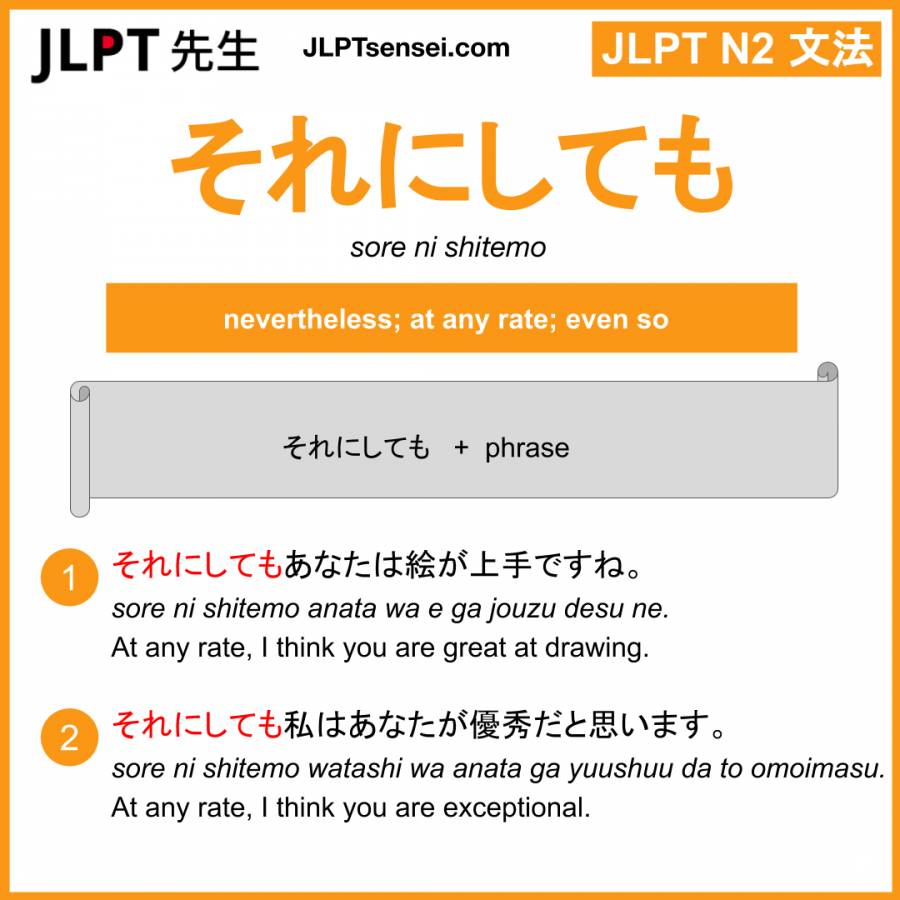 JLPT 先生
JLPTsensei.com
JLPT N2 文法
それにしても
sore ni shitemo
nevertheless; at any rate; even so
それにしても + phrase
1
それにしてもあなたは絵が上手ですね。
sore ni shitemo anata wa e ga jouzu desu ne.
At any rate, I think you are great at drawing.
2
それにしても私はあなたが優秀だと思います。
sore ni shitemo watashi wa anata ga yuushuu da to omoimasu.
At any rate, I think you are exceptional.